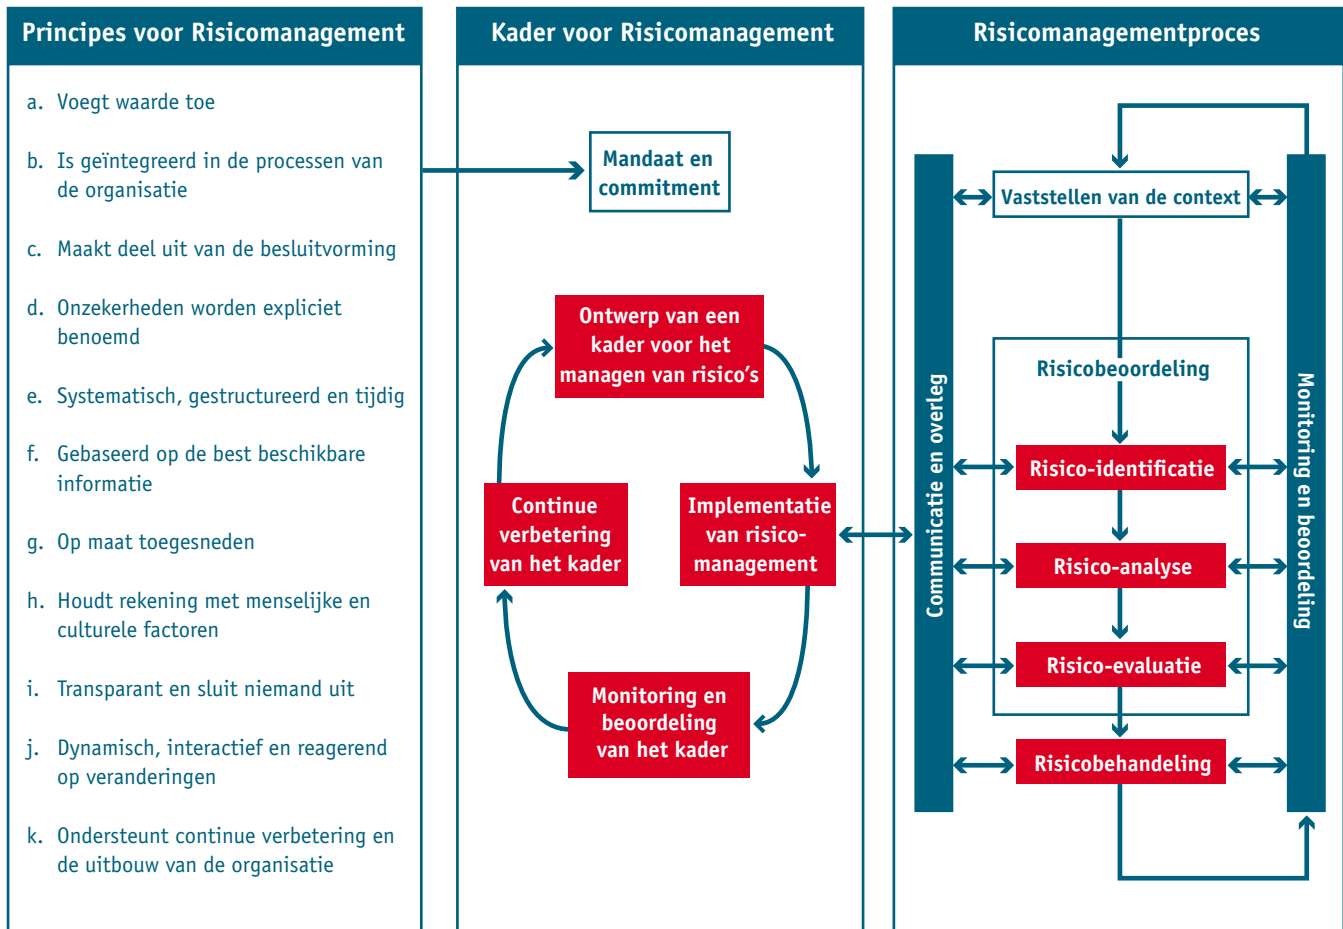 Principes voor Risicomanagement
a. Voegt waarde toe
b. Is geïntegreerd in de processen van
de organisatie
c. Maakt deel uit van de besluitvorming
d. Onzekerheden worden expliciet
benoemd
e. Systematisch, gestructureerd en tijdig
f. Gebaseerd op de best beschikbare
informatie
g. Op maat toegesneden
h. Houdt rekening met menselijke en
culturele factoren
i. Transparant en sluit niemand uit
j. Dynamisch, interactief en reagerend
op veranderingen
k. Ondersteunt continue verbetering en
de uitbouw van de organisatie
Kader voor Risicomanagement
Mandaat en
commitment
Ontwerp van een
kader voor het
managen van risico's
Continue
verbetering
van het kader
Implementatie
van risico-
management
Monitoring en
beoordeling
van het kader
Risicomanagementproces
Communicatie en overleg
Vaststellen van de context
Risicobeoordeling
Risico-identificatie
Risico-analyse
Risico-evaluatie
Risicobehandeling
Monitoring en beoordeling